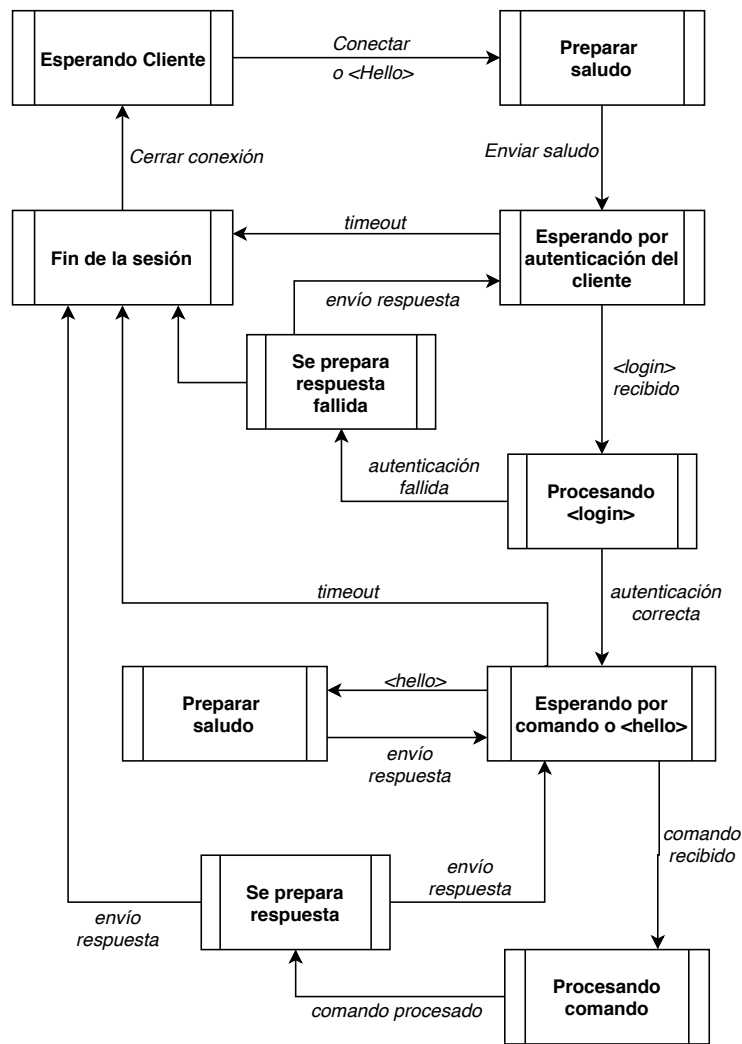 Esperando Cliente
Conectar
o <Hello>
Preparar
saludo
Cerrar conexión
Enviar saludo
Fin de la sesión
timeout
Esperando por
autenticación del
cliente
envío respuesta
Se prepara
respuesta
fallida
<login>
recibido
autenticación
fallida
Procesando
<login>
timeout
autenticación
correcta
Preparar
saludo
<hello>
envío
respuesta
Esperando por
comando o <hello>
comando
recibido
envío
respuesta
Se prepara
respuesta
envío
respuesta
comando procesado
Procesando
comando